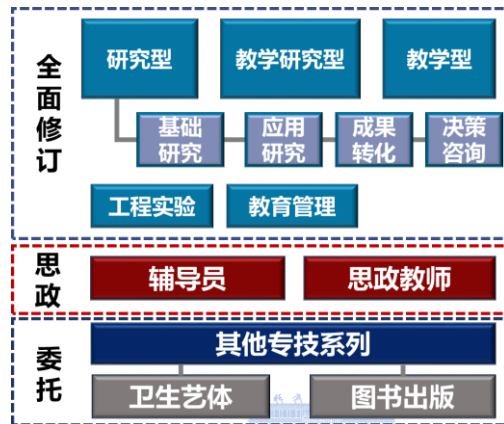 全面修订
研究型
教学研究型
教学型
基础
研究
应用
研究
成果
转化
决策
咨询
工程实验
教育管理
思政
辅导员
思政教师
委托
其他专技系列
卫生艺体
图书出版